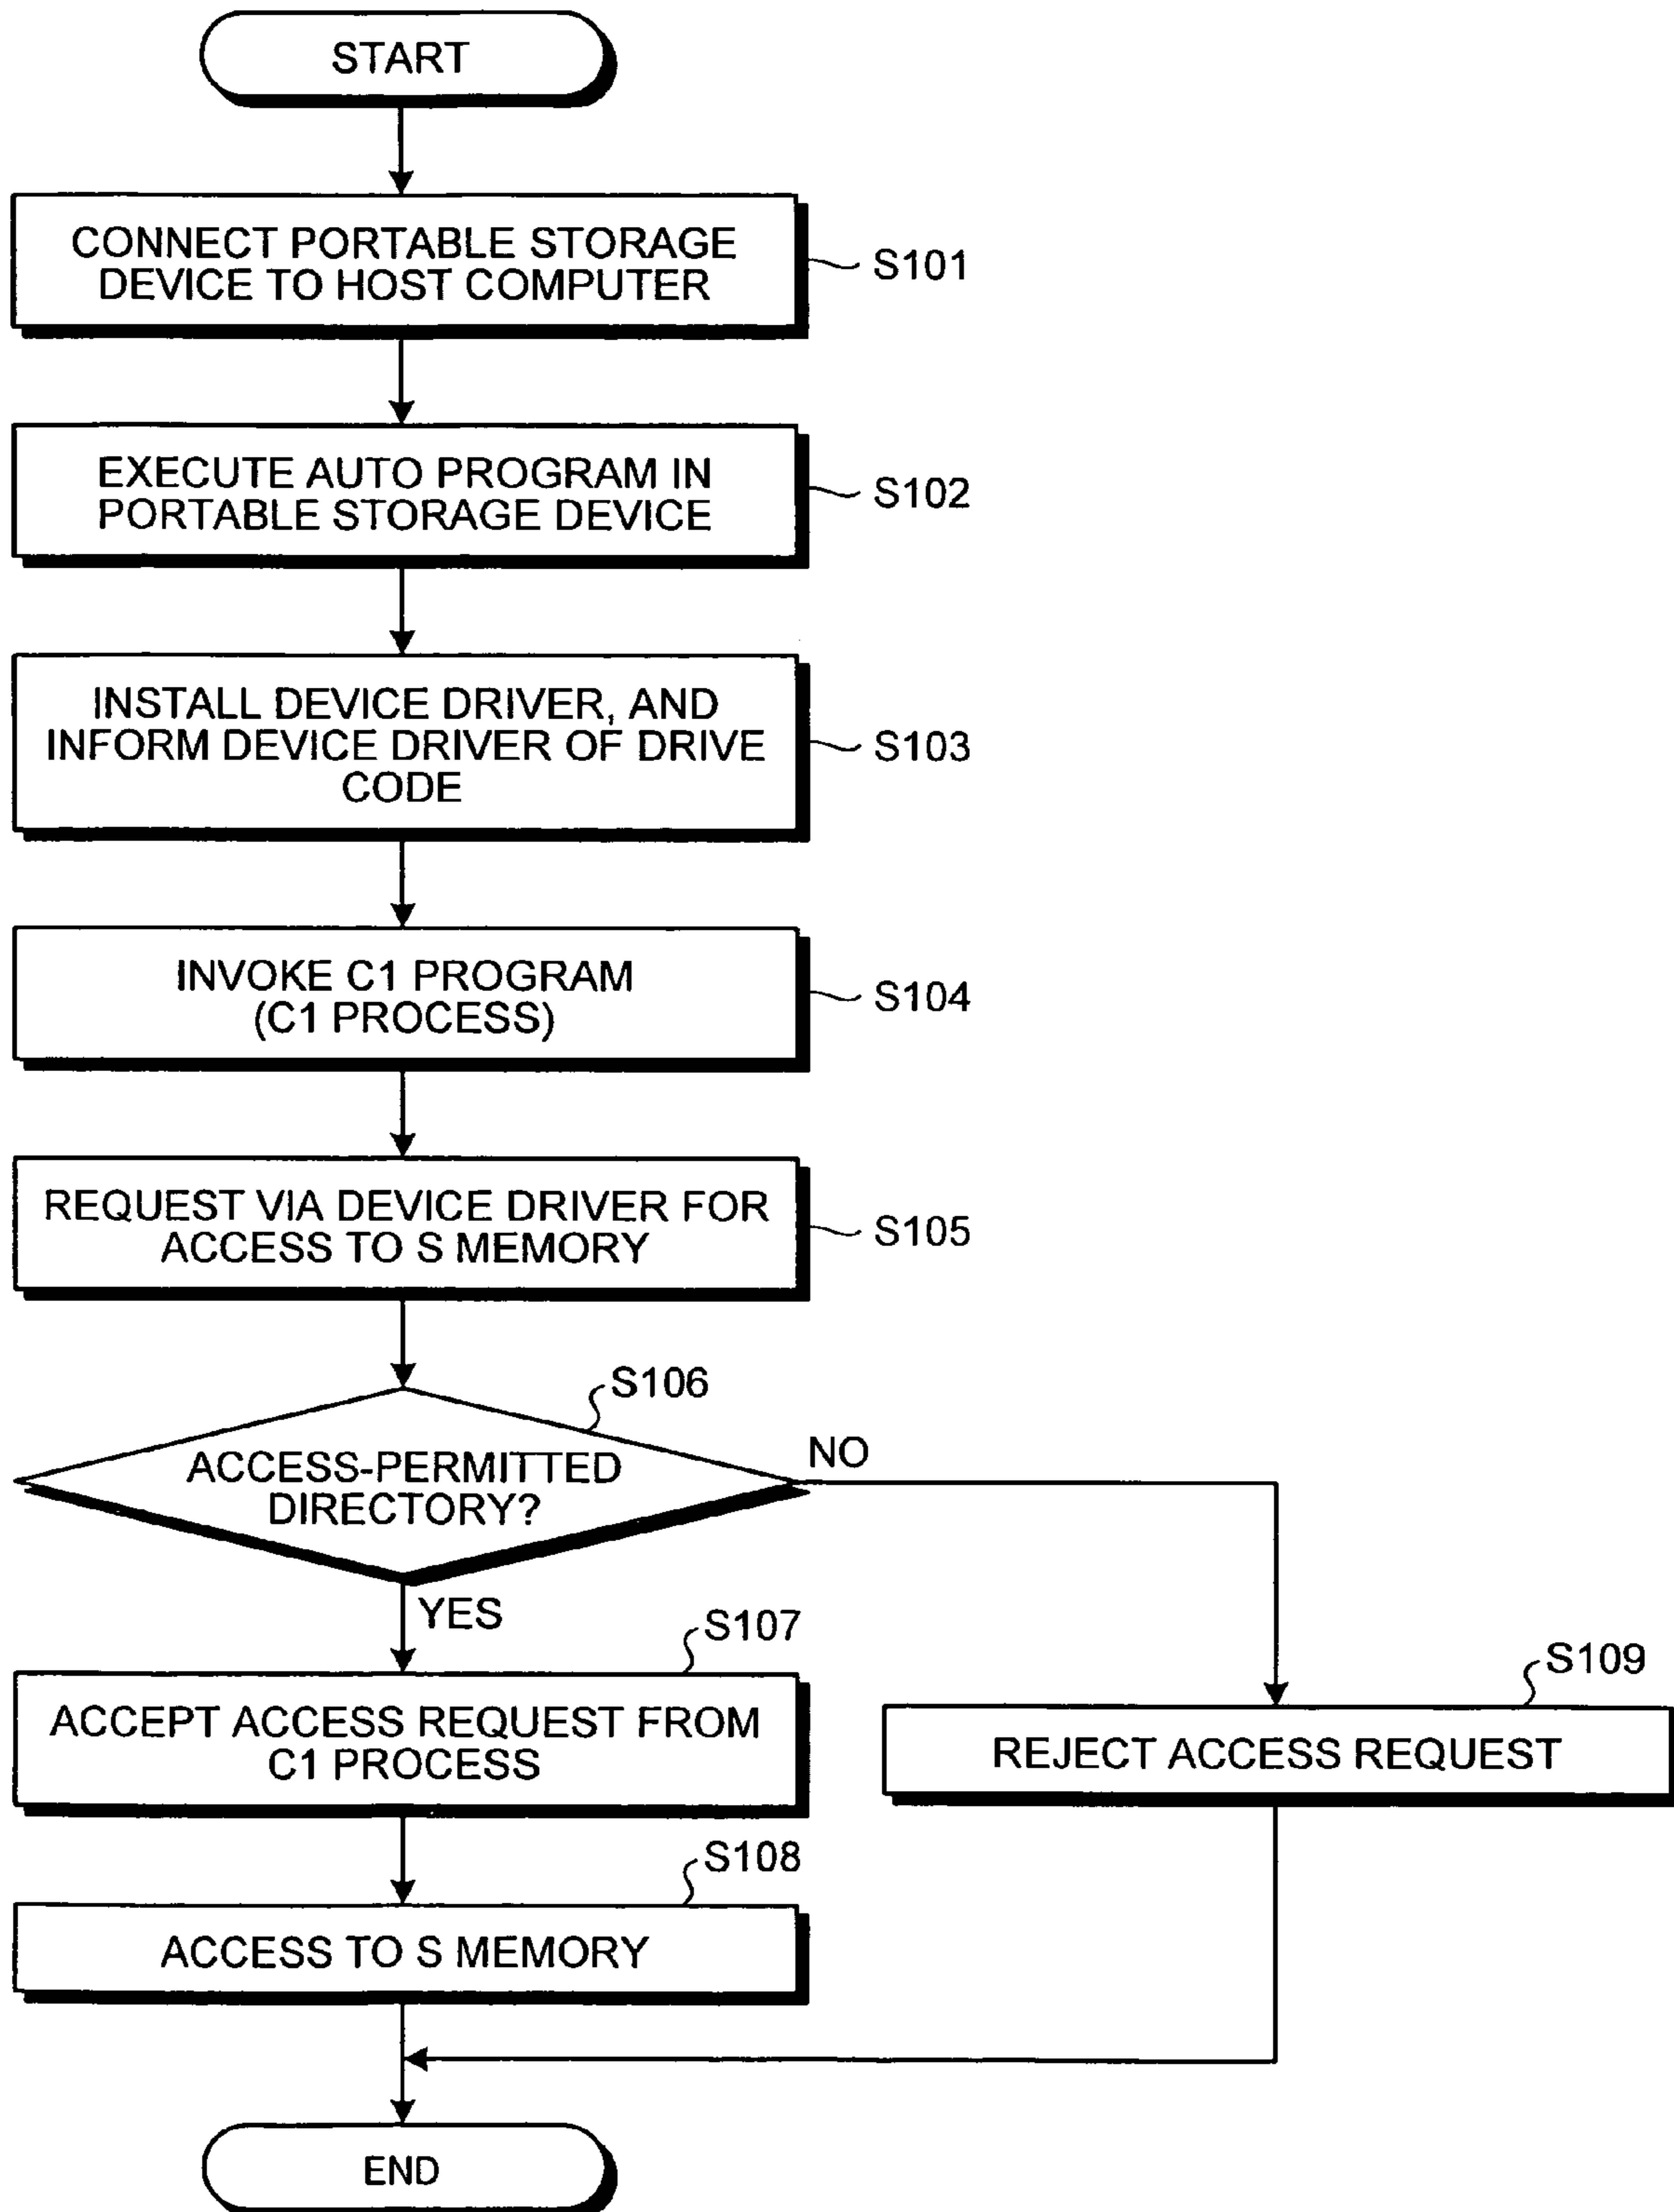 START
CONNECT PORTABLE STORAGE
DEVICE TO HOST COMPUTER
S101
EXECUTE AUTO PROGRAM IN
PORTABLE STORAGE DEVICE
S102
INSTALL DEVICE DRIVER, AND
INFORM DEVICE DRIVER OF DRIVE
CODE
S103
INVOKE C1 PROGRAM
(C1 PROCESS)
S104
REQUEST VIA DEVICE DRIVER FOR
ACCESS TO S MEMORY
S105
S106
ACCESS-PERMITTED
DIRECTORY?
NO
YES
S107
ACCEPT ACCESS REQUEST FROM
C1 PROCESS
S109
REJECT ACCESS REQUEST
S108
ACCESS TO S MEMORY
END